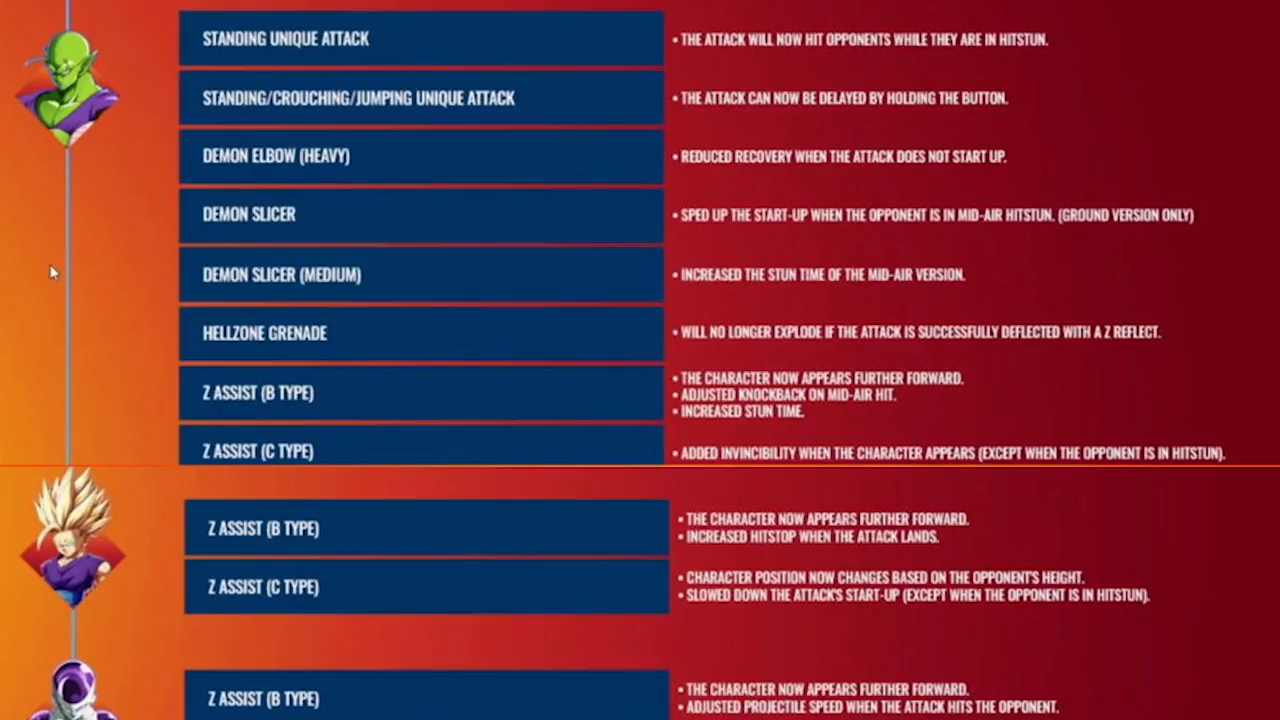 STANDING UNIQUE ATTACK
• THE ATTACK WILL NOW HIT OPPONENTS WHILE THEY ARE IN HITSTUN.
STANDING/CROUCHING/JUMPING UNIQUE ATTACK
• THE ATTACK CAN NOW BE DELAYED BY HOLDING THE BUTTON.
DEMON ELBOW (HEAVY)
• REDUCED RECOVERY WHEN THE ATTACK DOES NOT START UP.
DEMON SLICER
• SPED UP THE START-UP WHEN THE OPPONENT IS IN MID-AIR HITSTUN. (GROUND VERSION ONLY)
DEMON SLICER (MEDIUM)
• INCREASED THE STUN TIME OF THE MID-AIR VERSION.
HELLZONE GRENADE
• WILL NO LONGER EXPLODE IF THE ATTACK IS SUCCESSFULLY DEFLECTED WITH A Z REFLECT.
Z ASSIST (B TYPE)
• THE CHARACTER NOW APPEARS FURTHER FORWARD.
• ADJUSTED KNOCKBACK ON MID-AIR HIT.
• INCREASED STUN TIME.
Z ASSIST (C TYPE)
• ADDED INVINCIBILITY WHEN THE CHARACTER APPEARS (EXCEPT WHEN THE OPPONENT IS IN HITSTUN).
Z ASSIST (B TYPE)
• THE CHARACTER NOW APPEARS FURTHER FORWARD.
• INCREASED HITSTOP WHEN THE ATTACK LANDS.
Z ASSIST (C TYPE)
• CHARACTER POSITION NOW CHANGES BASED ON THE OPPONENT'S HEIGHT.
• SLOWED DOWN THE ATTACK'S START-UP (EXCEPT WHEN THE OPPONENT IS IN HITSTUN).
Z ASSIST (B TYPE)
• THE CHARACTER NOW APPEARS FURTHER FORWARD.
• ADJUSTED PROJECTILE SPEED WHEN THE ATTACK HITS THE OPPONENT.